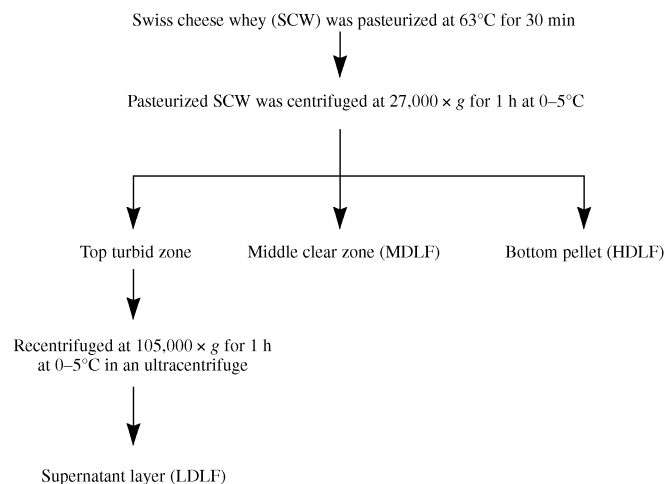 Swiss cheese whey (SCW) was pasteurized at 63°C for 30 min
Pasteurized SCW was centrifuged at 27,000 × g for 1 h at 0–5°C
Top turbid zone
Middle clear zone (MDLF)
Bottom pellet (HDLF)
Recentrifuged at 105,000 × g for 1 h
at 0–5°C in an ultracentrifuge
Supernatant layer (LDLF)